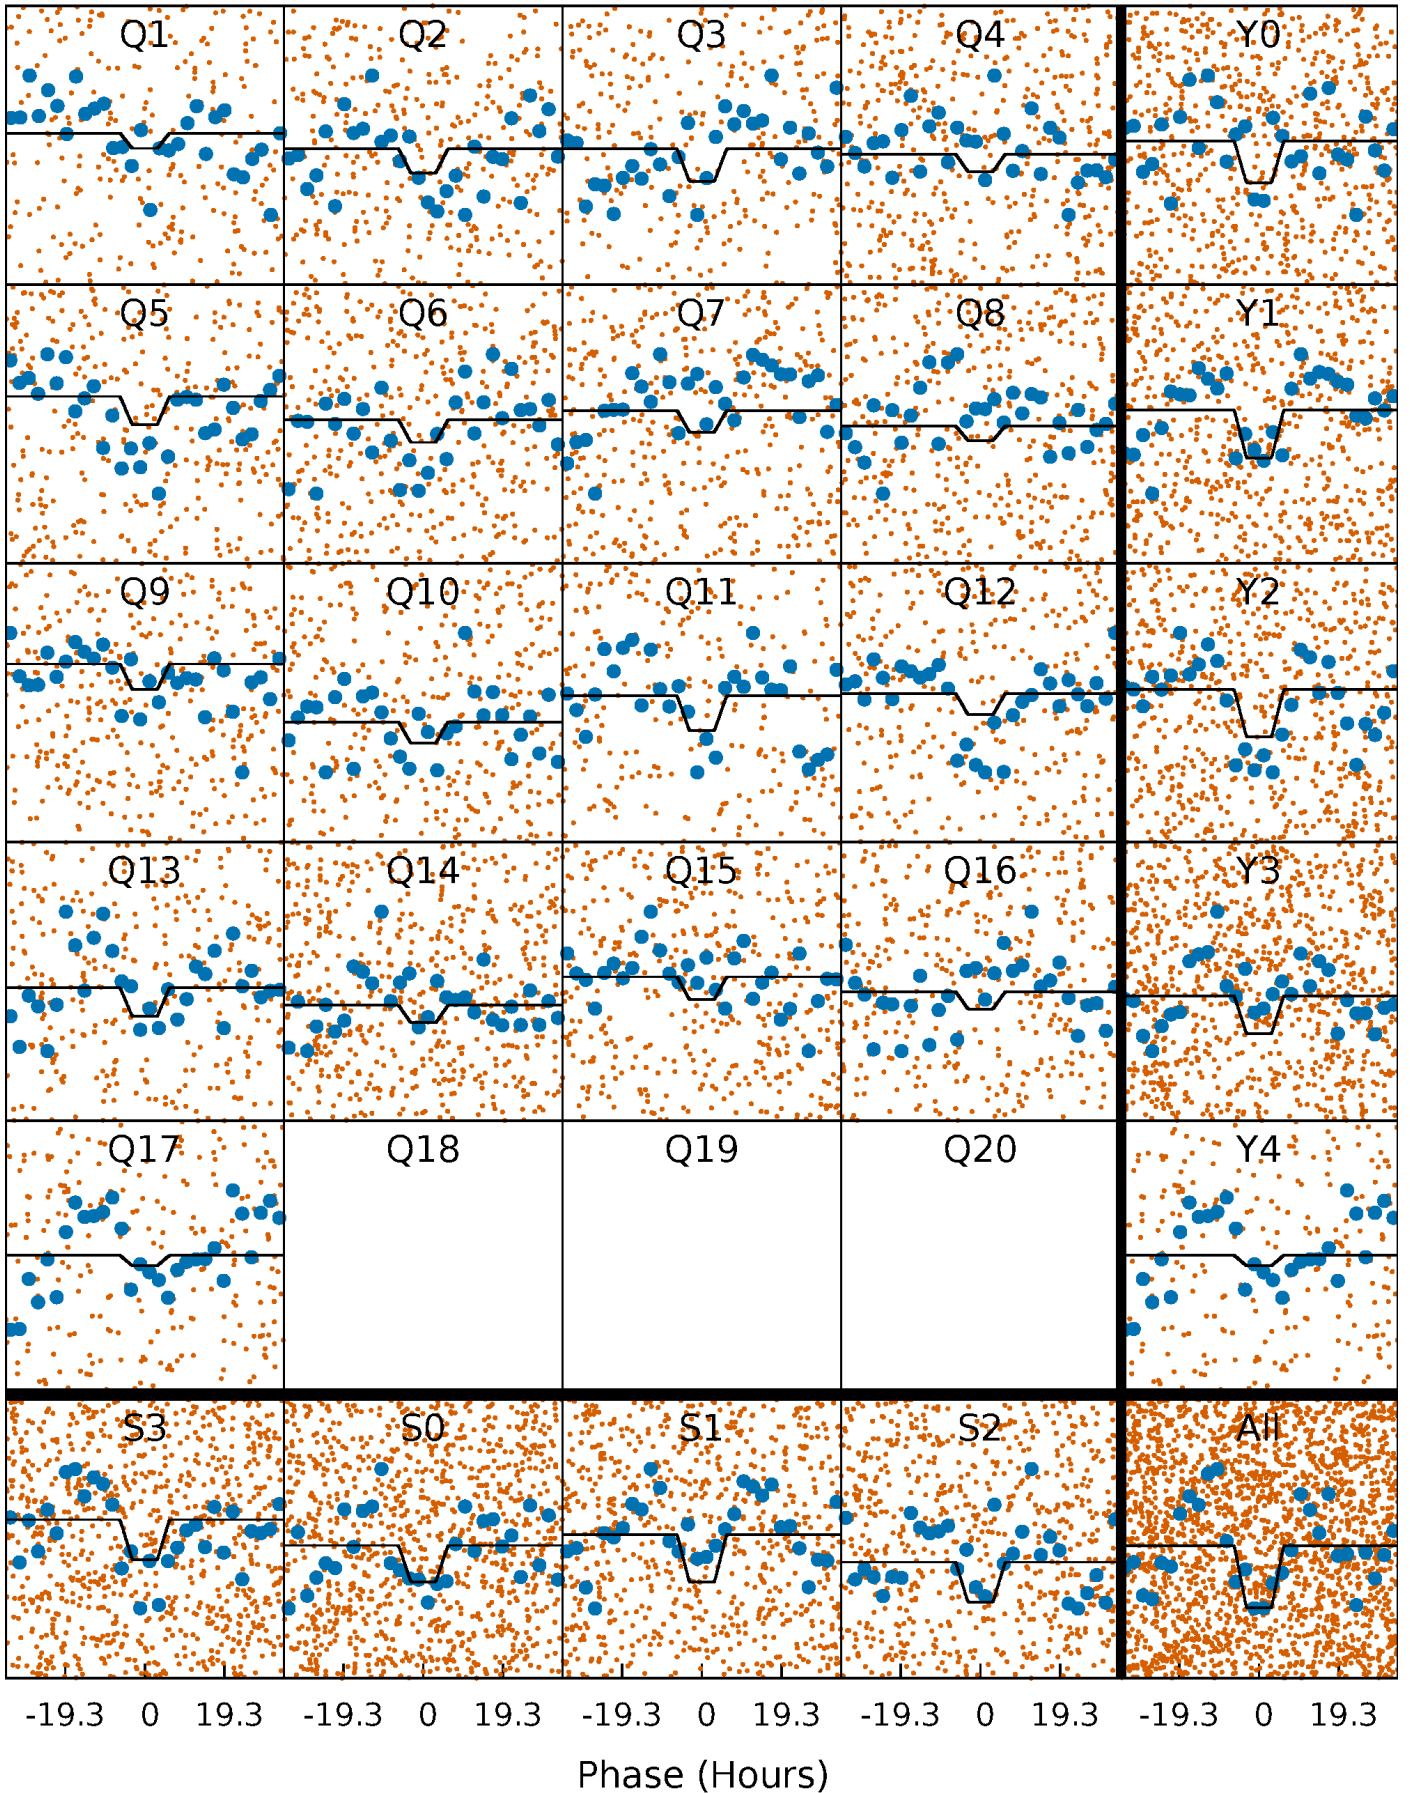 Q1 Q2 Q3 Q4 Y0
Q5 Q6 Q7 Q8 Y1
Q9 Q10 Q11 Q12 Y2
Q13 Q14 Q15 Q16 Y3
Q17 Q18 Q19 Q20 Y4
S3 S0 S1 S2 All
-19.3 0 19.3 -19.3 0 19.3 -19.3 0 19.3 -19.3 0 19.3 -19.3 0 19.3
Phase (Hours)